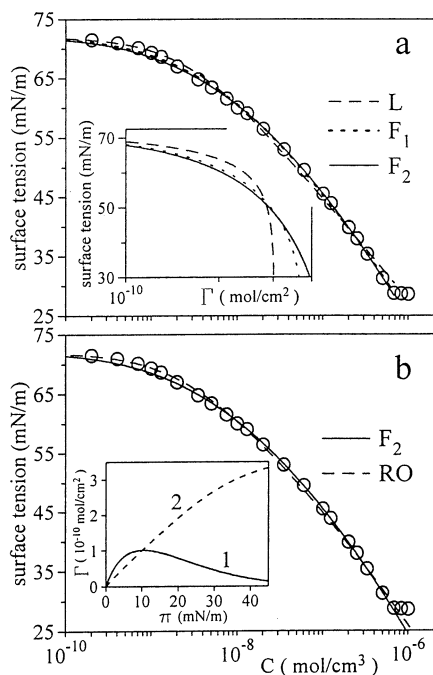 75
65
55
45
35
25
surface tension (mN/m)
a
L
F₁
F₂
70
50
30
surface tension (mN/m)
10⁻¹⁰
Γ (mol/cm²)
75
65
55
45
35
25
surface tension (mN/m)
b
F₂
RO
3
2
1
0
Γ (10⁻¹⁰ mol/cm²)
2
1
0 10 20 30 40
π (mN/m)
10⁻¹⁰ 10⁻⁸ 10⁻⁶
C (mol/cm³)